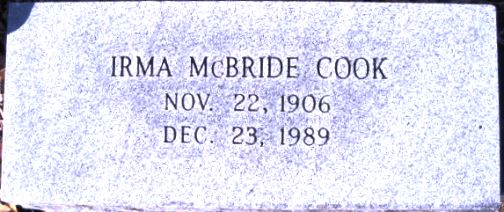 IRMA McBRIDE COOK
NOV. 22, 1906
DEC. 23, 1989